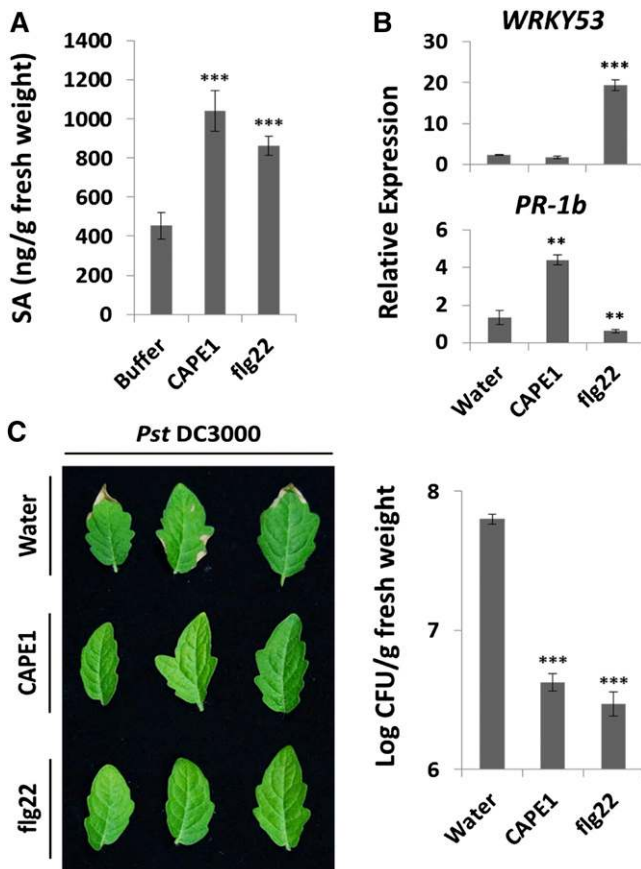 A
SA (ng/g fresh weight)
1400
1200
1000
800
600
400
200
0
***
***
Buffer
CAPE1
flg22
B
WRKY53
Relative Expression
30
20
10
0
***
PR-1b
6
4
2
0
**
**
Water
CAPE1
flg22
C
Pst DC3000
Water
CAPE1
flg22
Log CFU/g fresh weight
8
7
6
***
***
Water
CAPE1
flg22